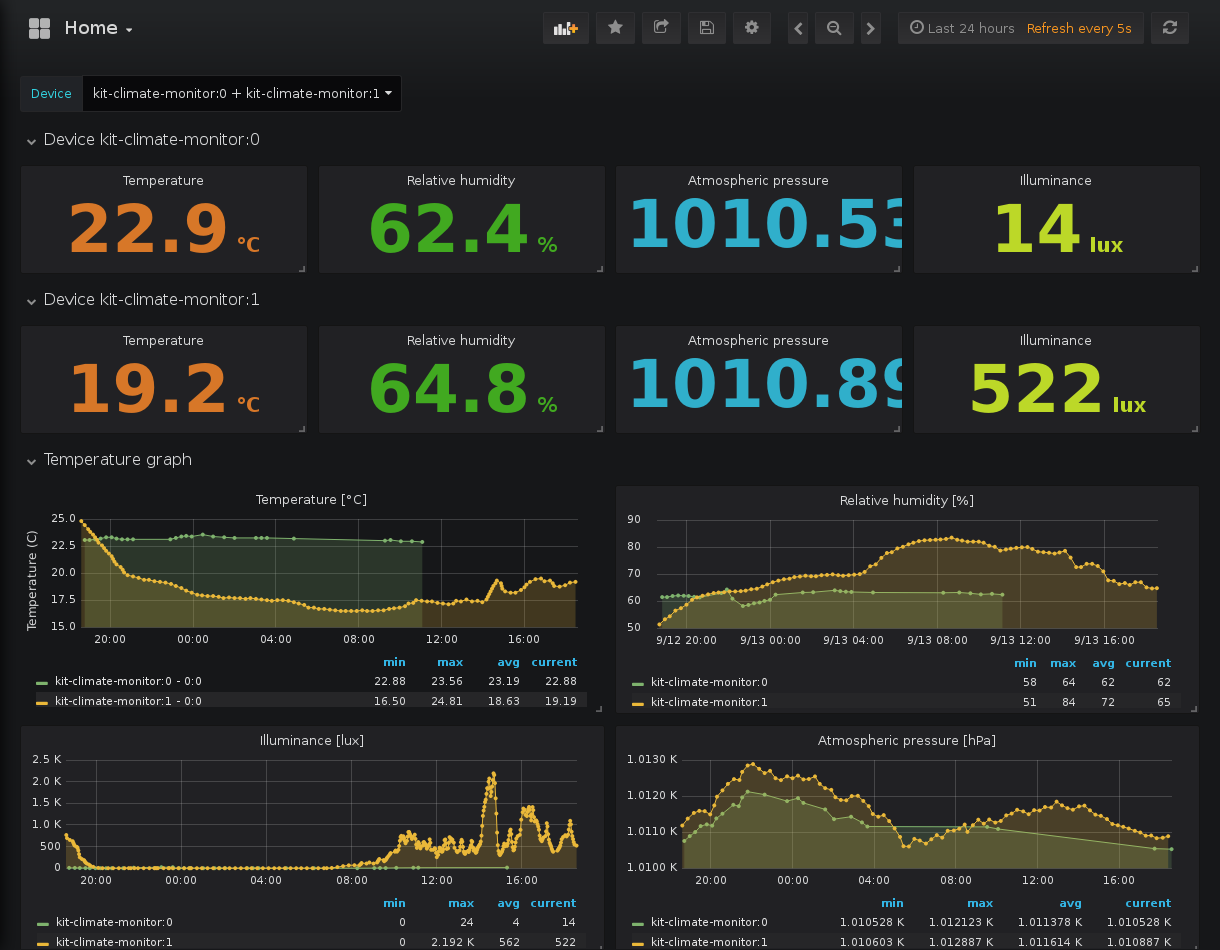 Home
Last 24 hours Refresh every 5s
Device kit-climate-monitor:0 + kit-climate-monitor:1
Device kit-climate-monitor:0
Temperature Relative humidity Atmospheric pressure Illuminance
22.9 °C 62.4 % 1010.53 14 lux
Device kit-climate-monitor:1
Temperature Relative humidity Atmospheric pressure Illuminance
19.2 °C 64.8 % 1010.89 522 lux
Temperature graph
Temperature [°C]
Temperature (C)
25.0
22.5
20.0
17.5
15.0
20:00 00:00 04:00 08:00 12:00 16:00
min max avg current
kit-climate-monitor:0 - 0:0 22.88 23.56 23.19 22.88
kit-climate-monitor:1 - 0:0 16.50 24.81 18.63 19.19
Relative humidity [%]
90
80
70
60
50
9/12 20:00 9/13 00:00 9/13 04:00 9/13 08:00 9/13 12:00 9/13 16:00
min max avg current
kit-climate-monitor:0 58 64 62 62
kit-climate-monitor:1 51 84 72 65
Illuminance [lux]
2.5 K
2.0 K
1.5 K
1.0 K
500
0
20:00 00:00 04:00 08:00 12:00 16:00
min max avg current
kit-climate-monitor:0 0 24 4 14
kit-climate-monitor:1 0 2.192 K 562 522
Atmospheric pressure [hPa]
1.0130 K
1.0120 K
1.0110 K
1.0100 K
20:00 00:00 04:00 08:00 12:00 16:00
min max avg current
kit-climate-monitor:0 1.010528 K 1.012123 K 1.011378 K 1.010528 K
kit-climate-monitor:1 1.010603 K 1.012887 K 1.011614 K 1.010887 K